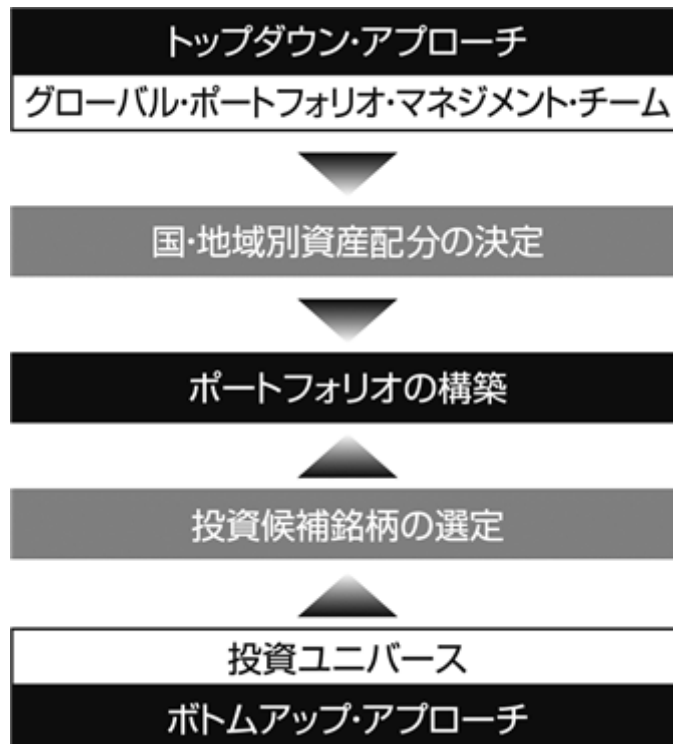 トップダウン・アプローチ
グローバル・ポートフォリオ・マネジメント・チーム
国・地域別資産配分の決定
ポートフォリオの構築
投資候補銘柄の選定
投資ユニバース
ボトムアップ・アプローチ